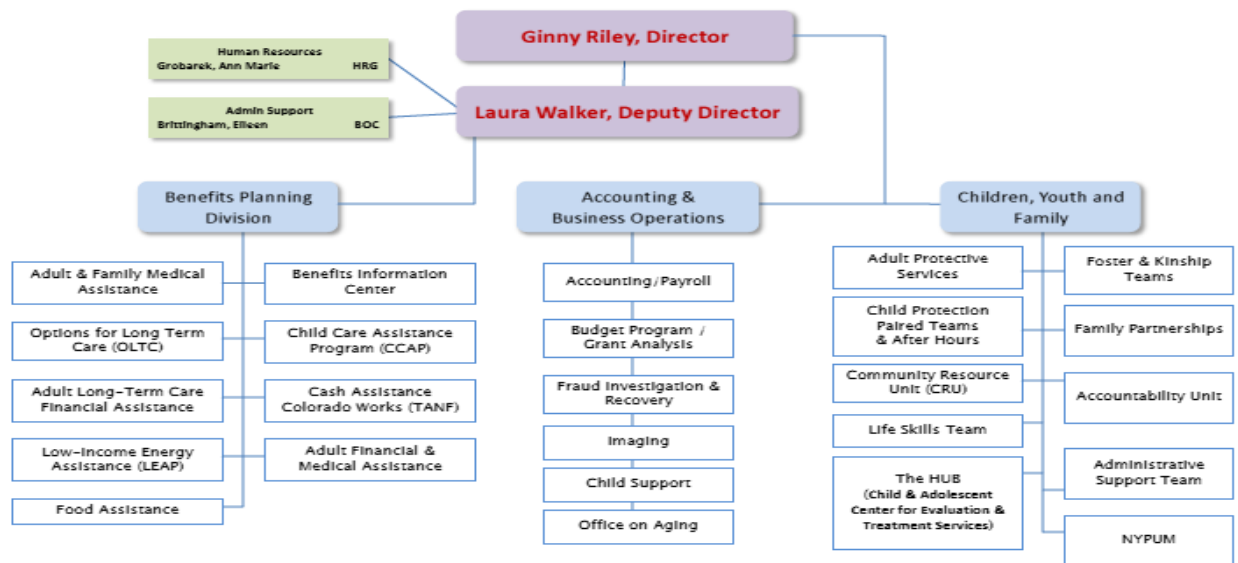 Ginny Riley, Director
Human Resources
Grobarek, Ann Marie HRG
Laura Walker, Deputy Director
Admin Support
Brittingham, Eileen BOC
Benefits Planning
Division
Adult & Family Medical
Assistance
Benefits Information
Center
Options for Long Term
Care (OLTC)
Child Care Assistance
Program (CCAP)
Adult Long-Term Care
Financial Assistance
Cash Assistance
Colorado Works (TANF)
Low-Income Energy
Assistance (LEAP)
Adult Financial &
Medical Assistance
Food Assistance
Accounting &
Business Operations
Accounting/Payroll
Budget Program /
Grant Analysis
Fraud Investigation &
Recovery
Imaging
Child Support
Office on Aging
Children, Youth and
Family
Adult Protective
Services
Foster & Kinship
Teams
Child Protection
Paired Teams
& After Hours
Family Partnerships
Community Resource
Unit (CRU)
Accountability Unit
Life Skills Team
The HUB
(Child & Adolescent
Center for Evaluation &
Treatment Services)
Administrative
Support Team
NYPUM